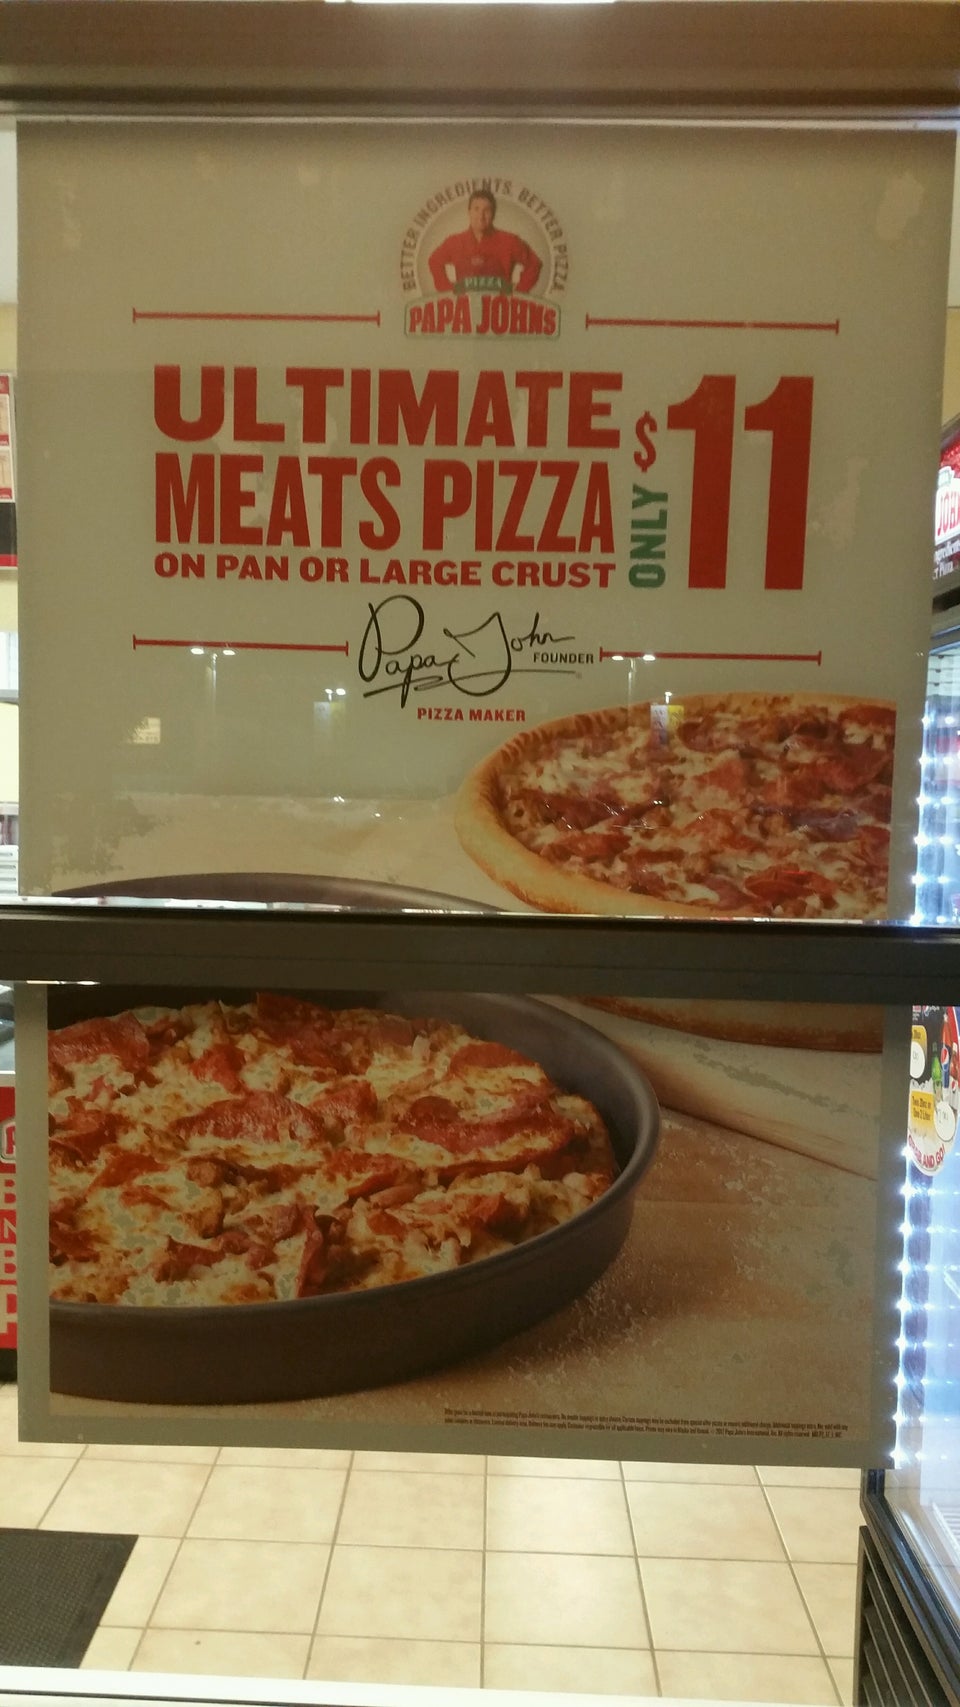 BETTER INGREDIENTS. BETTER PIZZA.
PIZZA
PAPA JOHNS
ULTIMATE
MEATS PIZZA
ON PAN OR LARGE CRUST
ONLY $11
Papa John
FOUNDER
PIZZA MAKER